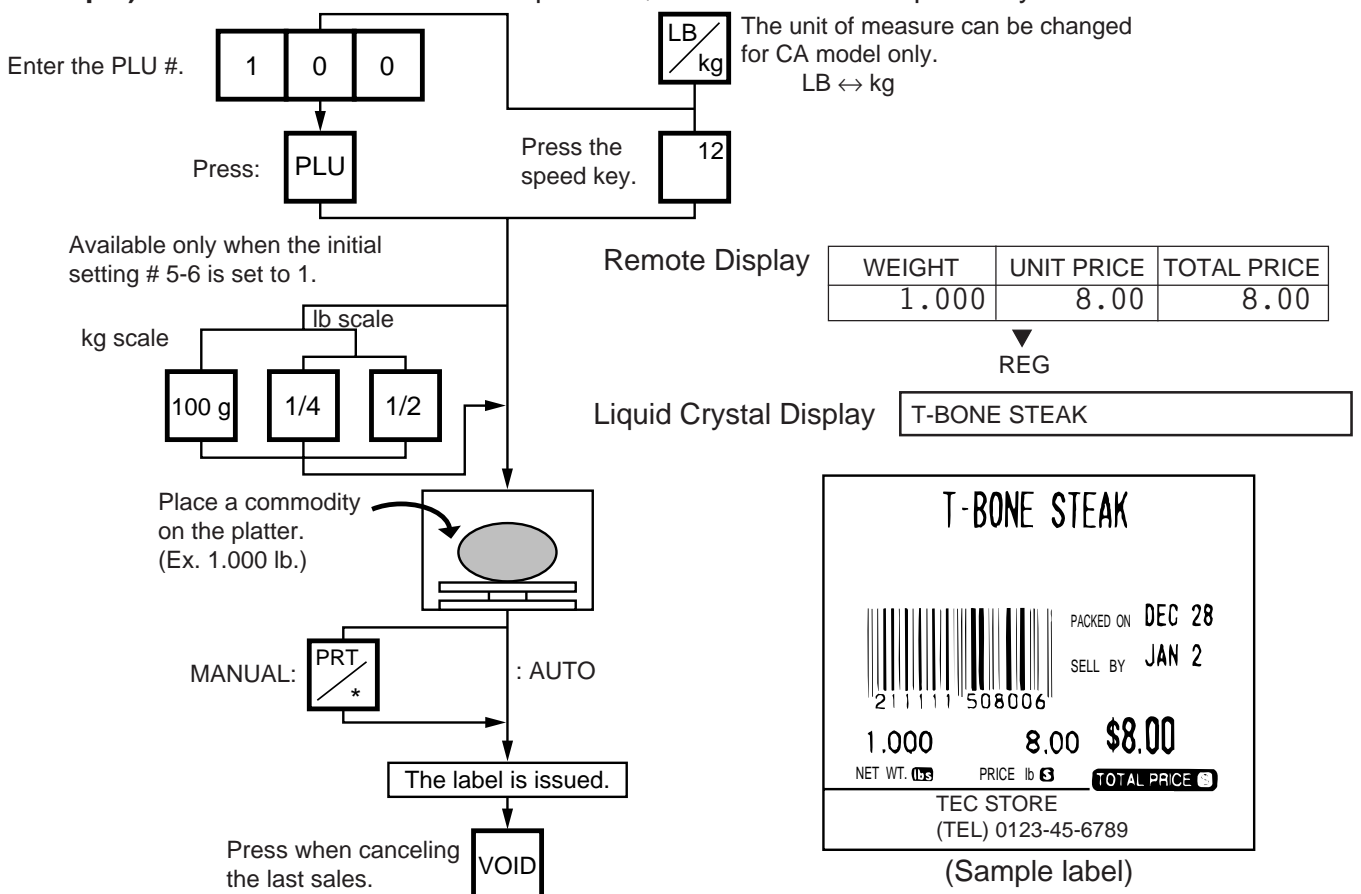 Enter the PLU #.
1 0 0
LB
kg
The unit of measure can be changed
for CA model only.
LB ↔ kg
Press:
PLU
Press the
speed key.
12
Available only when the initial
setting # 5-6 is set to 1.
kg scale
lb scale
100 g
1/4
1/2
Remote Display
WEIGHT UNIT PRICE TOTAL PRICE
1.000 8.00 8.00
▼
REG
Liquid Crystal Display
T-BONE STEAK
Place a commodity
on the platter.
(Ex. 1.000 lb.)
MANUAL:
PRT
*
: AUTO
The label is issued.
Press when canceling
the last sales.
VOID
T-BONE STEAK
PACKED ON DEC 28
SELL BY JAN 2
211111 508006
1.000 8.00 $8.00
NET WT. lbs PRICE lb $ TOTAL PRICE $
TEC STORE
(TEL) 0123-45-6789
(Sample label)